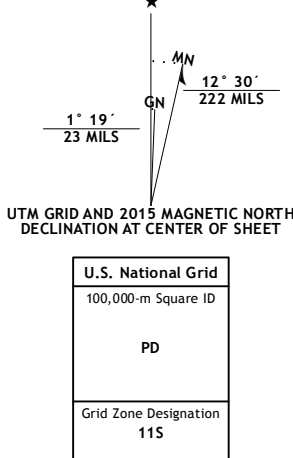 ★
MN
GN
12° 30´
222 MILS
1° 19´
23 MILS
UTM GRID AND 2015 MAGNETIC NORTH
DECLINATION AT CENTER OF SHEET
U.S. National Grid
100,000-m Square ID
PD
Grid Zone Designation
11S